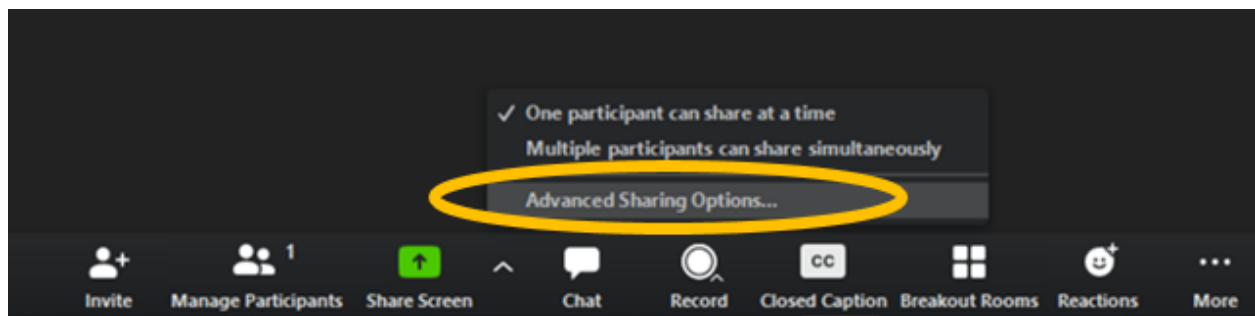 ✓ One participant can share at a time
Multiple participants can share simultaneously
Advanced Sharing Options...
1
Invite Manage Participants Share Screen Chat Record Closed Caption Breakout Rooms Reactions More
CC